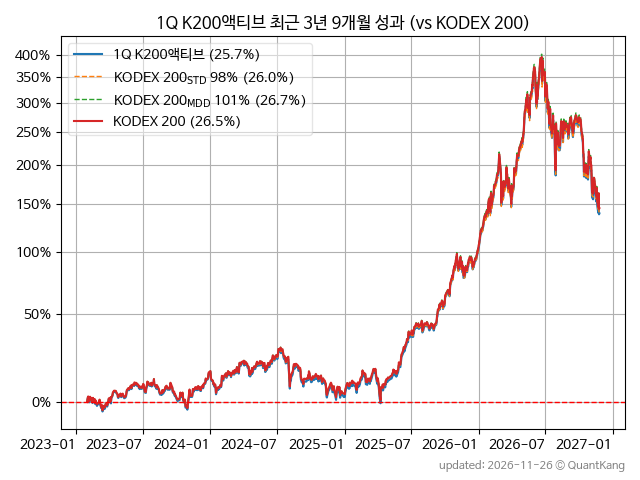 1Q K200액티브 최근 3년 9개월 성과 (vs KODEX 200)
1Q K200액티브 (25.7%)
KODEX 200STD 98% (26.0%)
KODEX 200MDD 101% (26.7%)
KODEX 200 (26.5%)
400%
350%
300%
250%
200%
150%
100%
50%
0%
2023-01 2023-07 2024-01 2024-07 2025-01 2025-07 2026-01 2026-07 2027-01
updated: 2026-11-26 © QuantKang